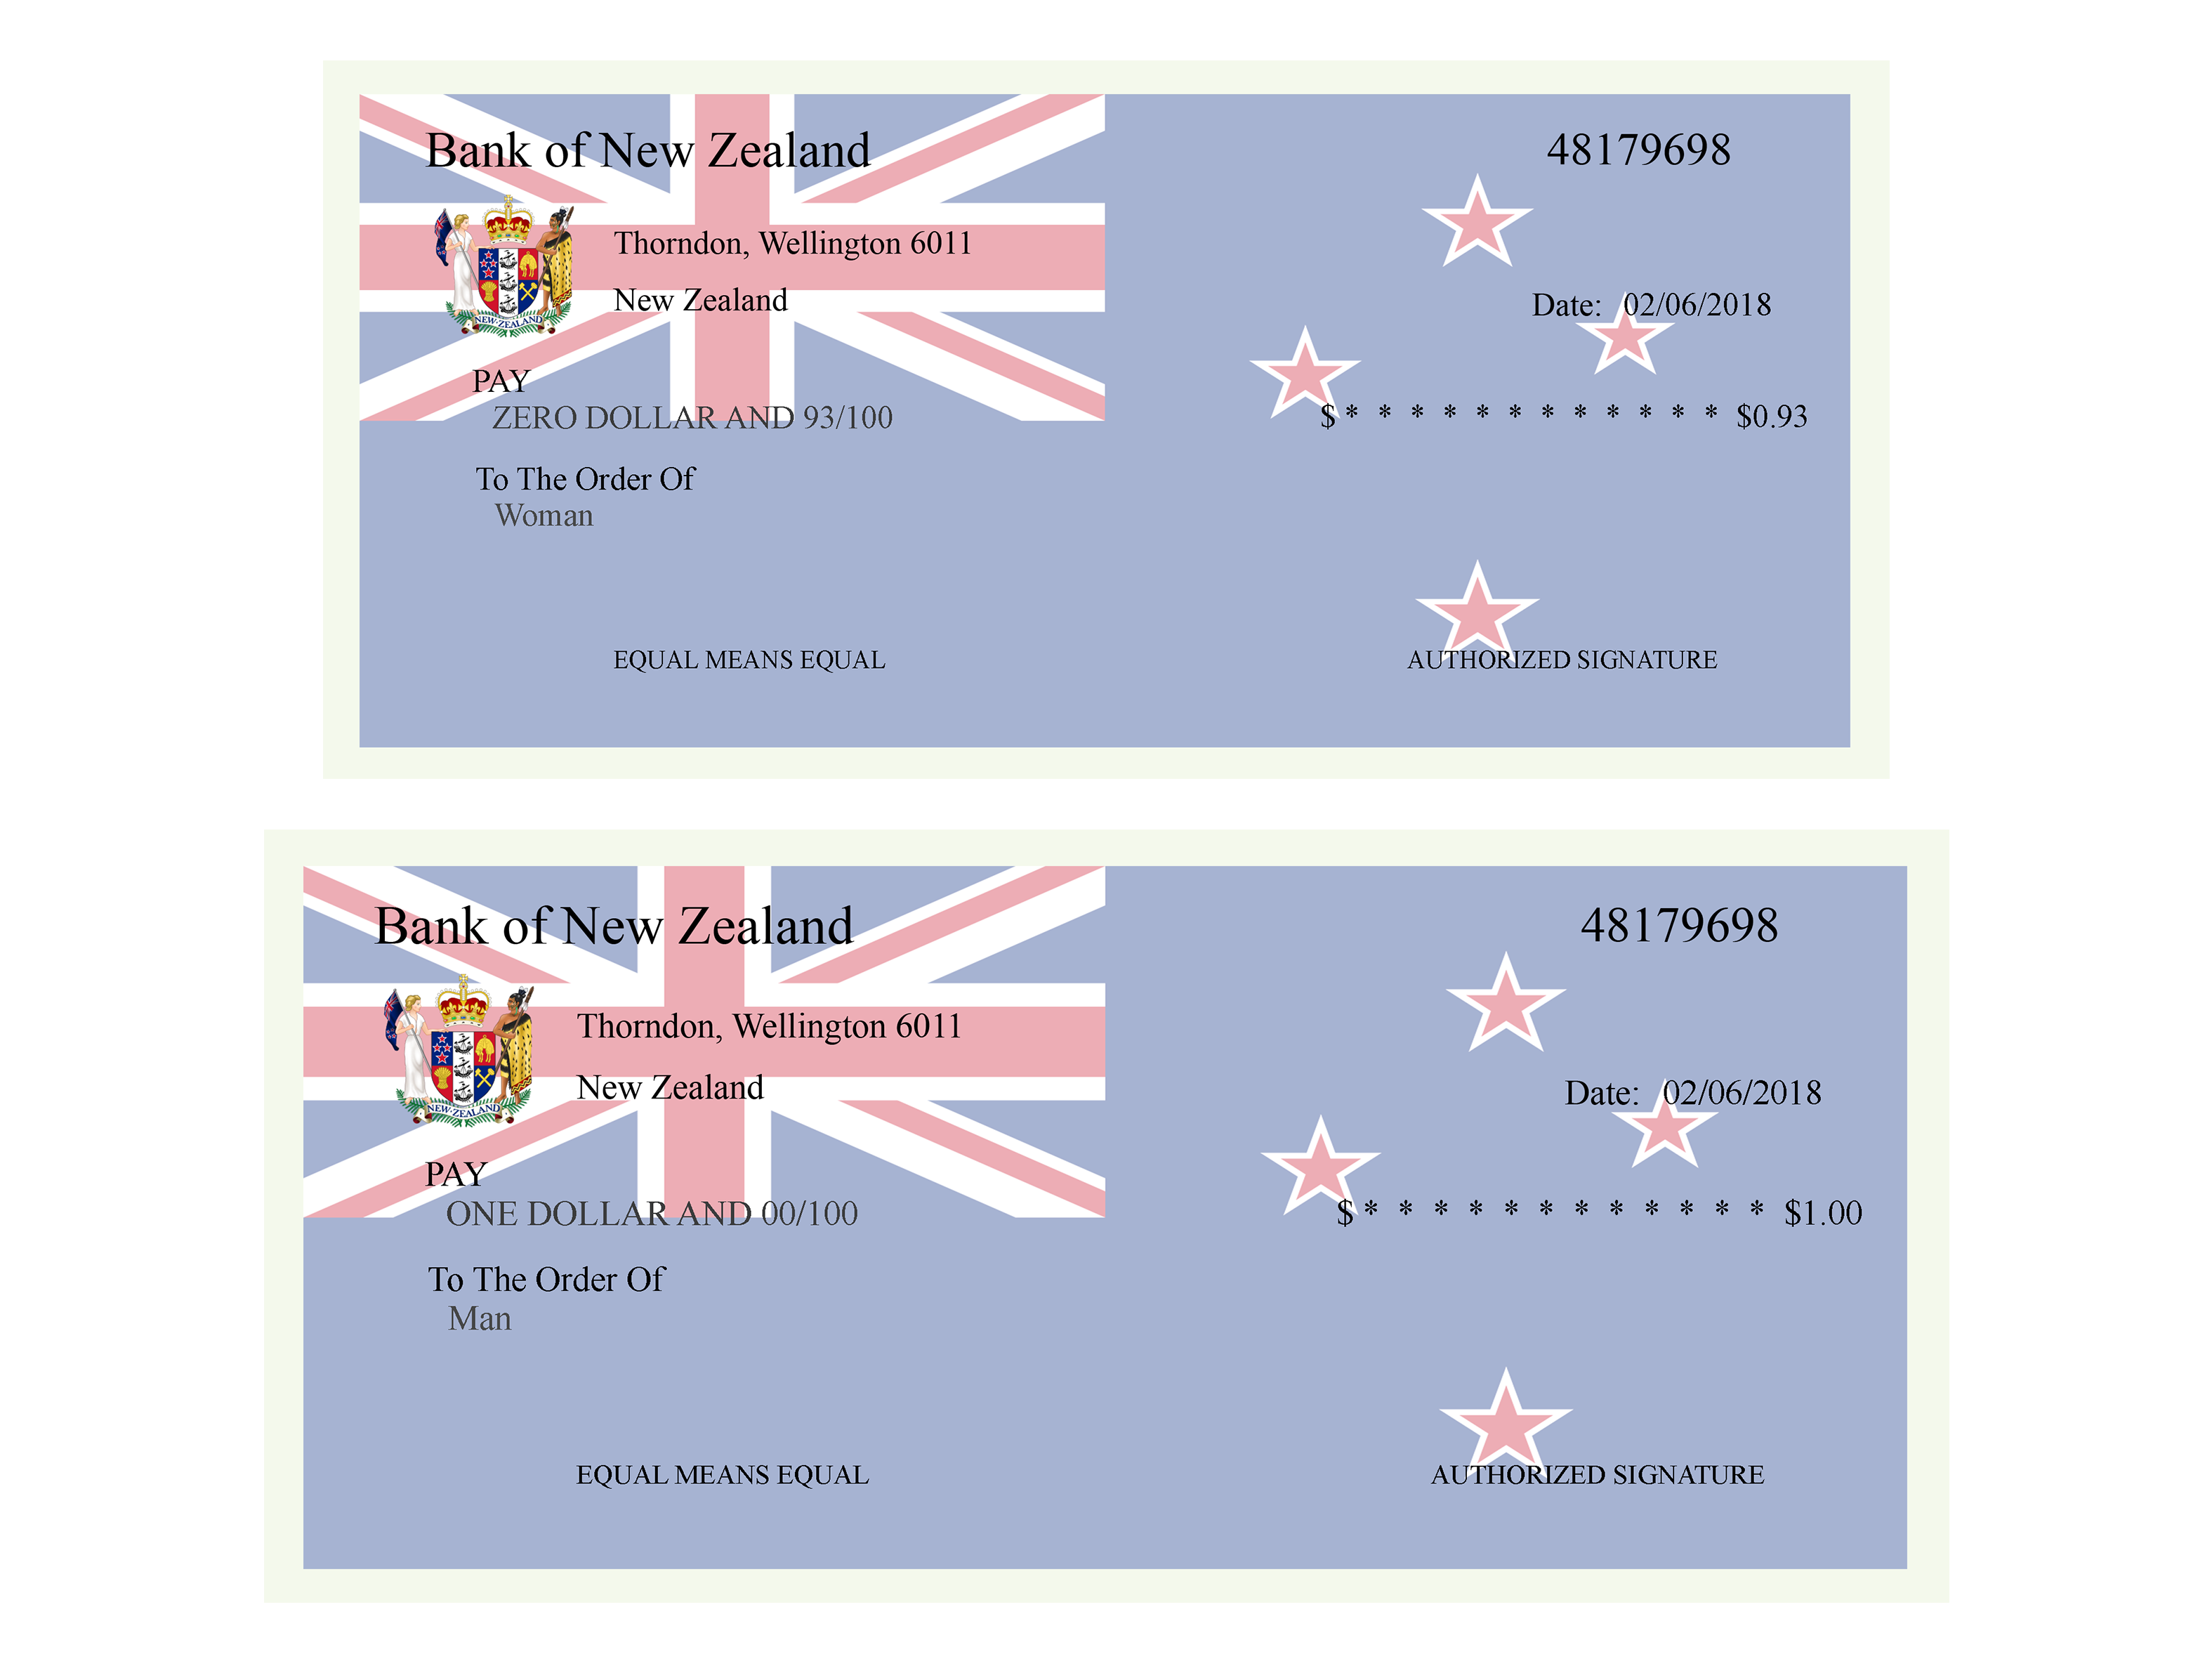 Bank of New Zealand
48179698
Thorndon, Wellington 6011
New Zealand
NEW·ZEALAND
Date: 02/06/2018
PAY
ZERO DOLLAR AND 93/100
$ * * * * * * * * * * * * $0.93
To The Order Of
Woman
EQUAL MEANS EQUAL
AUTHORIZED SIGNATURE
Bank of New Zealand
48179698
Thorndon, Wellington 6011
New Zealand
NEW·ZEALAND
Date: 02/06/2018
PAY
ONE DOLLAR AND 00/100
$ * * * * * * * * * * * * $1.00
To The Order Of
Man
EQUAL MEANS EQUAL
AUTHORIZED SIGNATURE